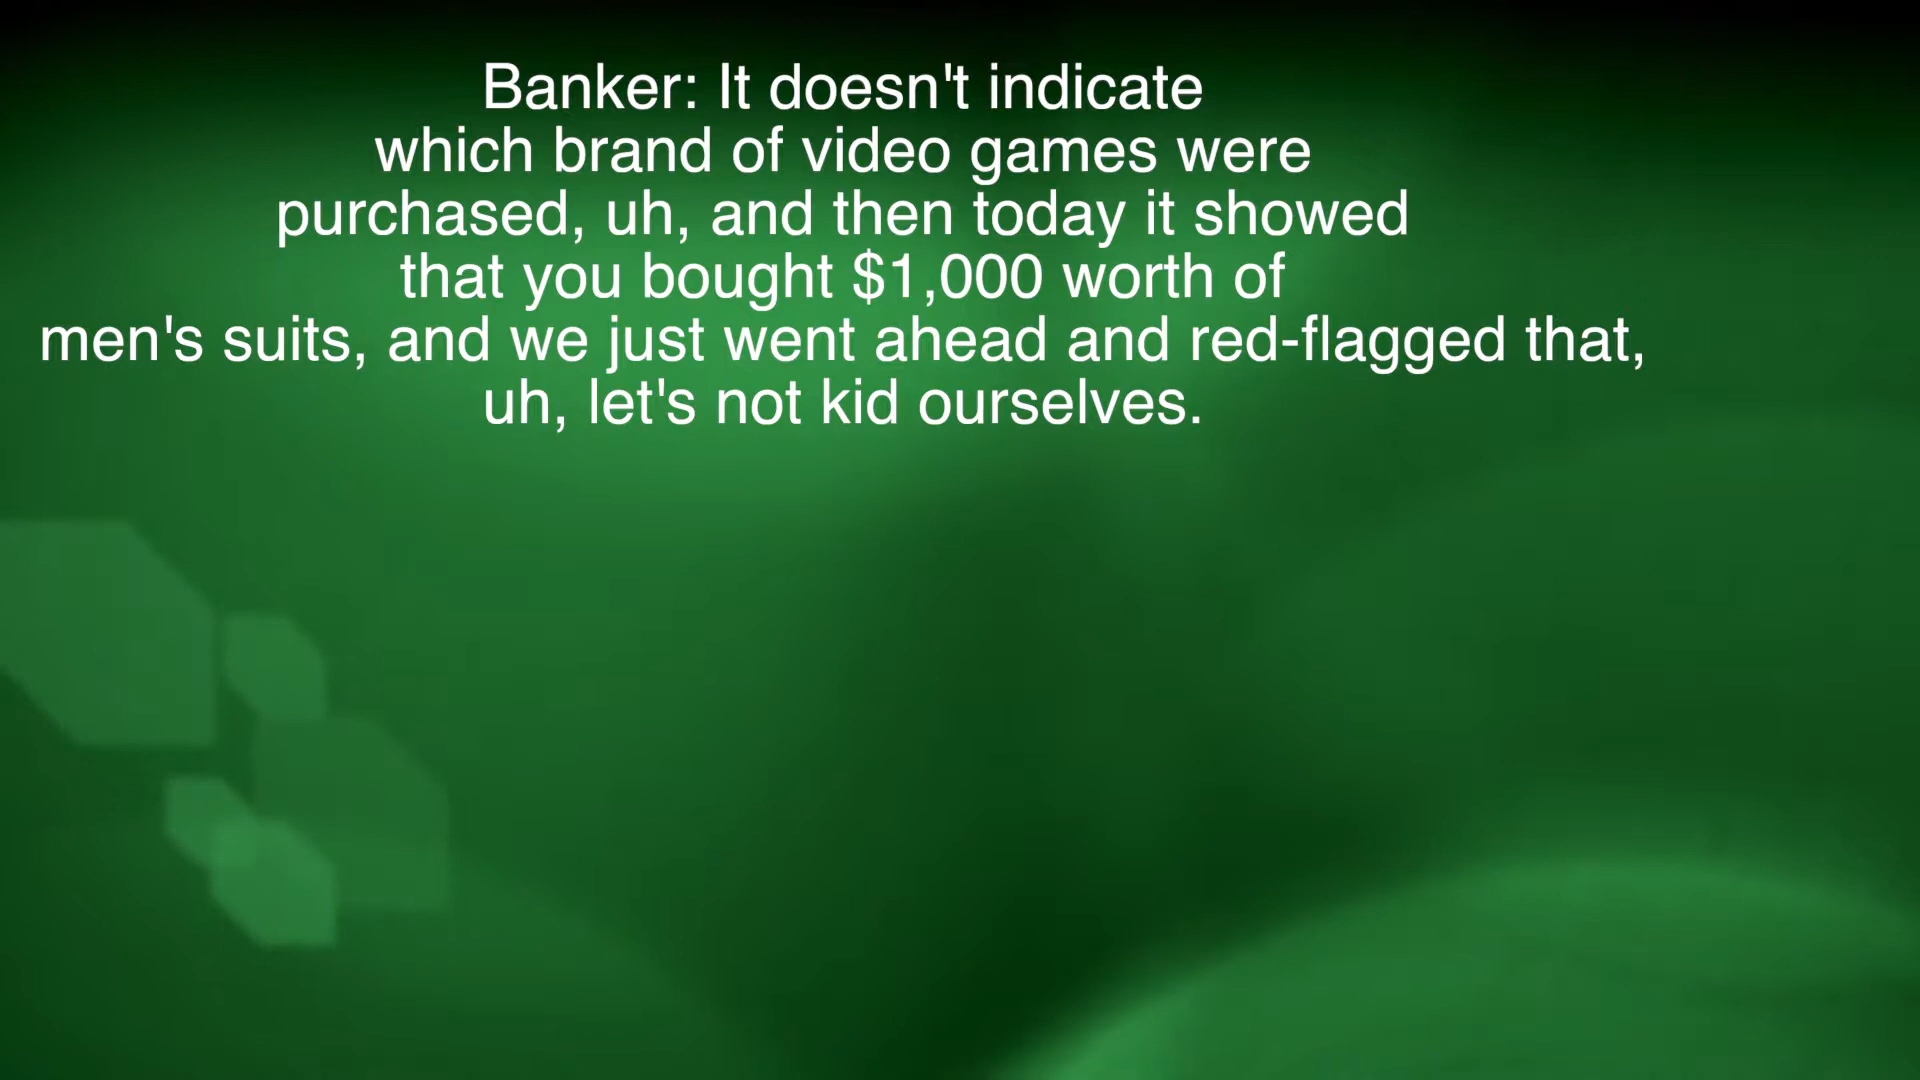 Banker: It doesn't indicate
which brand of video games were
purchased, uh, and then today it showed
that you bought $1,000 worth of
men's suits, and we just went ahead and red-flagged that,
uh, let's not kid ourselves.